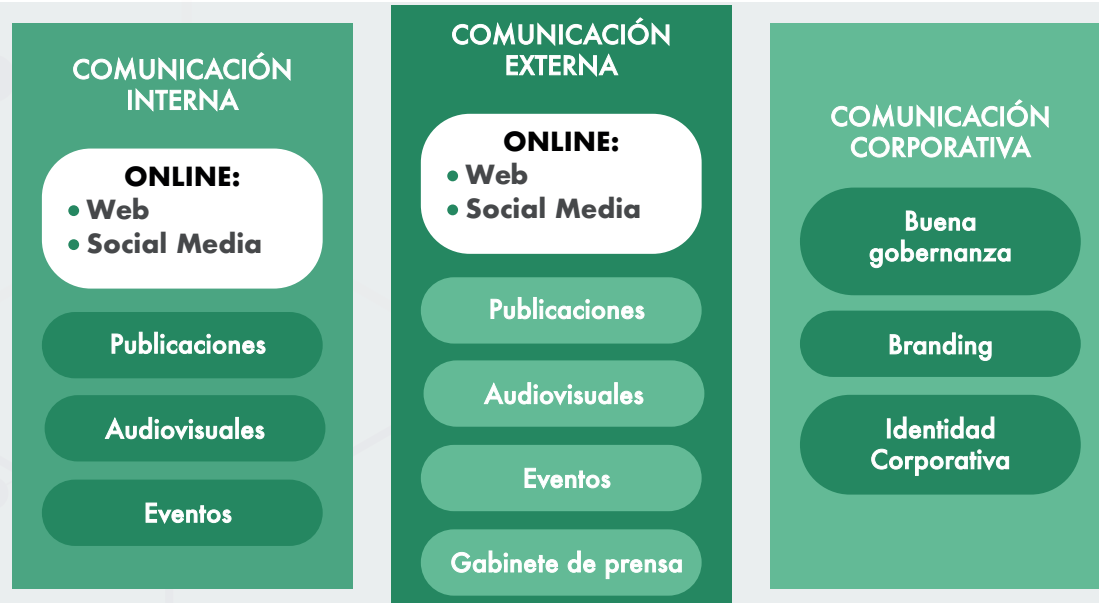 COMUNICACIÓN
INTERNA
ONLINE:
• Web
• Social Media
Publicaciones
Audiovisuales
Eventos
COMUNICACIÓN
EXTERNA
ONLINE:
• Web
• Social Media
Publicaciones
Audiovisuales
Eventos
Gabinete de prensa
COMUNICACIÓN
CORPORATIVA
Buena
gobernanza
Branding
Identidad
Corporativa